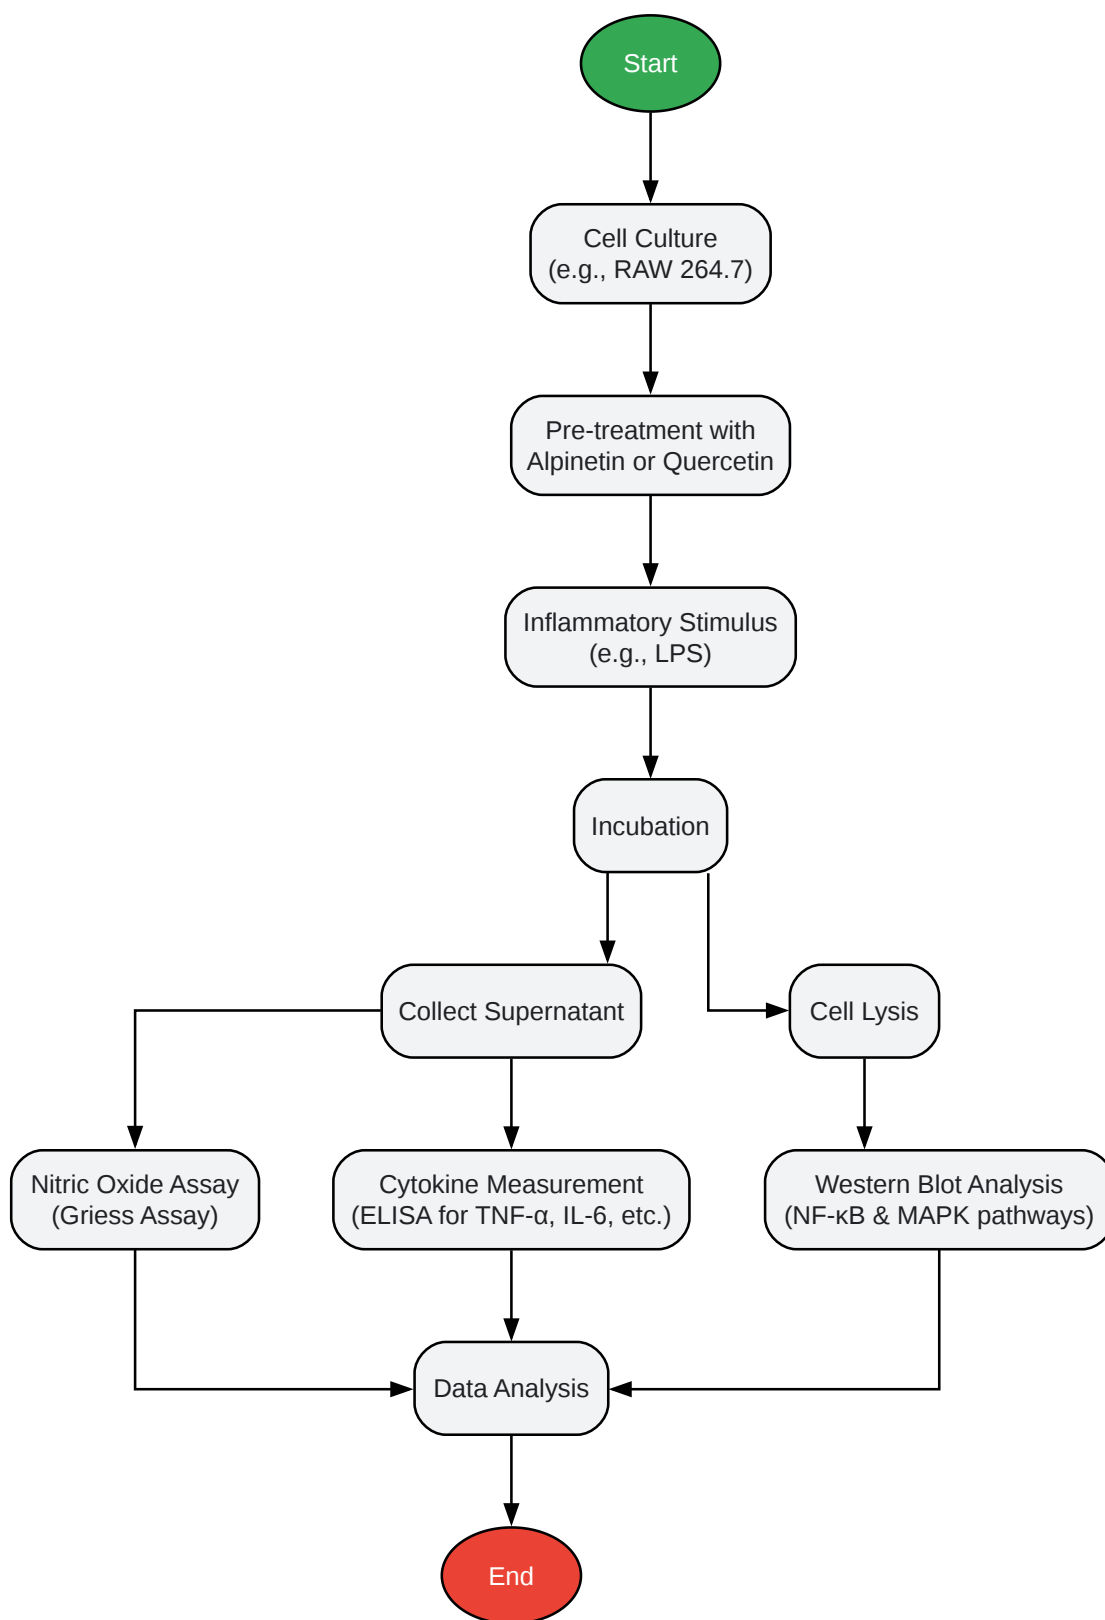 Start
Cell Culture
(e.g., RAW 264.7)
Pre-treatment with
Alpinetin or Quercetin
Inflammatory Stimulus
(e.g., LPS)
Incubation
Collect Supernatant
Cell Lysis
Nitric Oxide Assay
(Griess Assay)
Cytokine Measurement
(ELISA for TNF-α, IL-6, etc.)
Western Blot Analysis
(NF-κB & MAPK pathways)
Data Analysis
End